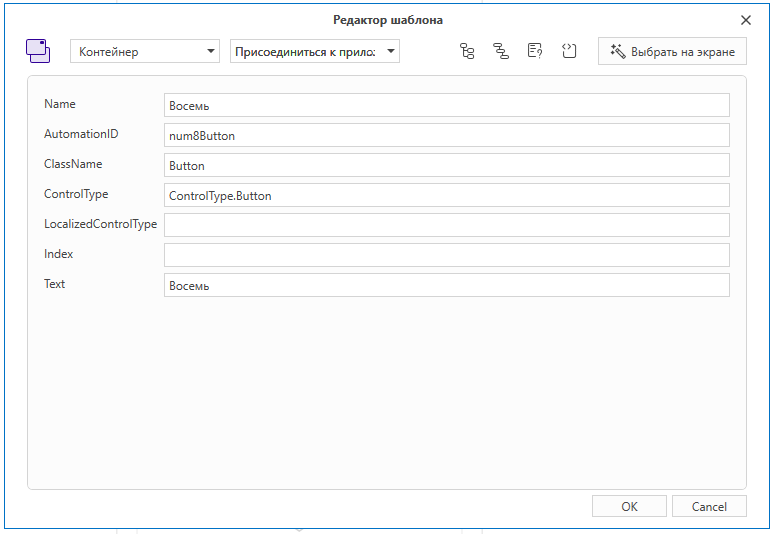 Редактор шаблона
Контейнер
Присоединиться к прило:
Выбрать на экране
Name
Восемь
AutomationID
num8Button
ClassName
Button
ControlType
ControlType.Button
LocalizedControlType
Index
Text
Восемь
OK
Cancel